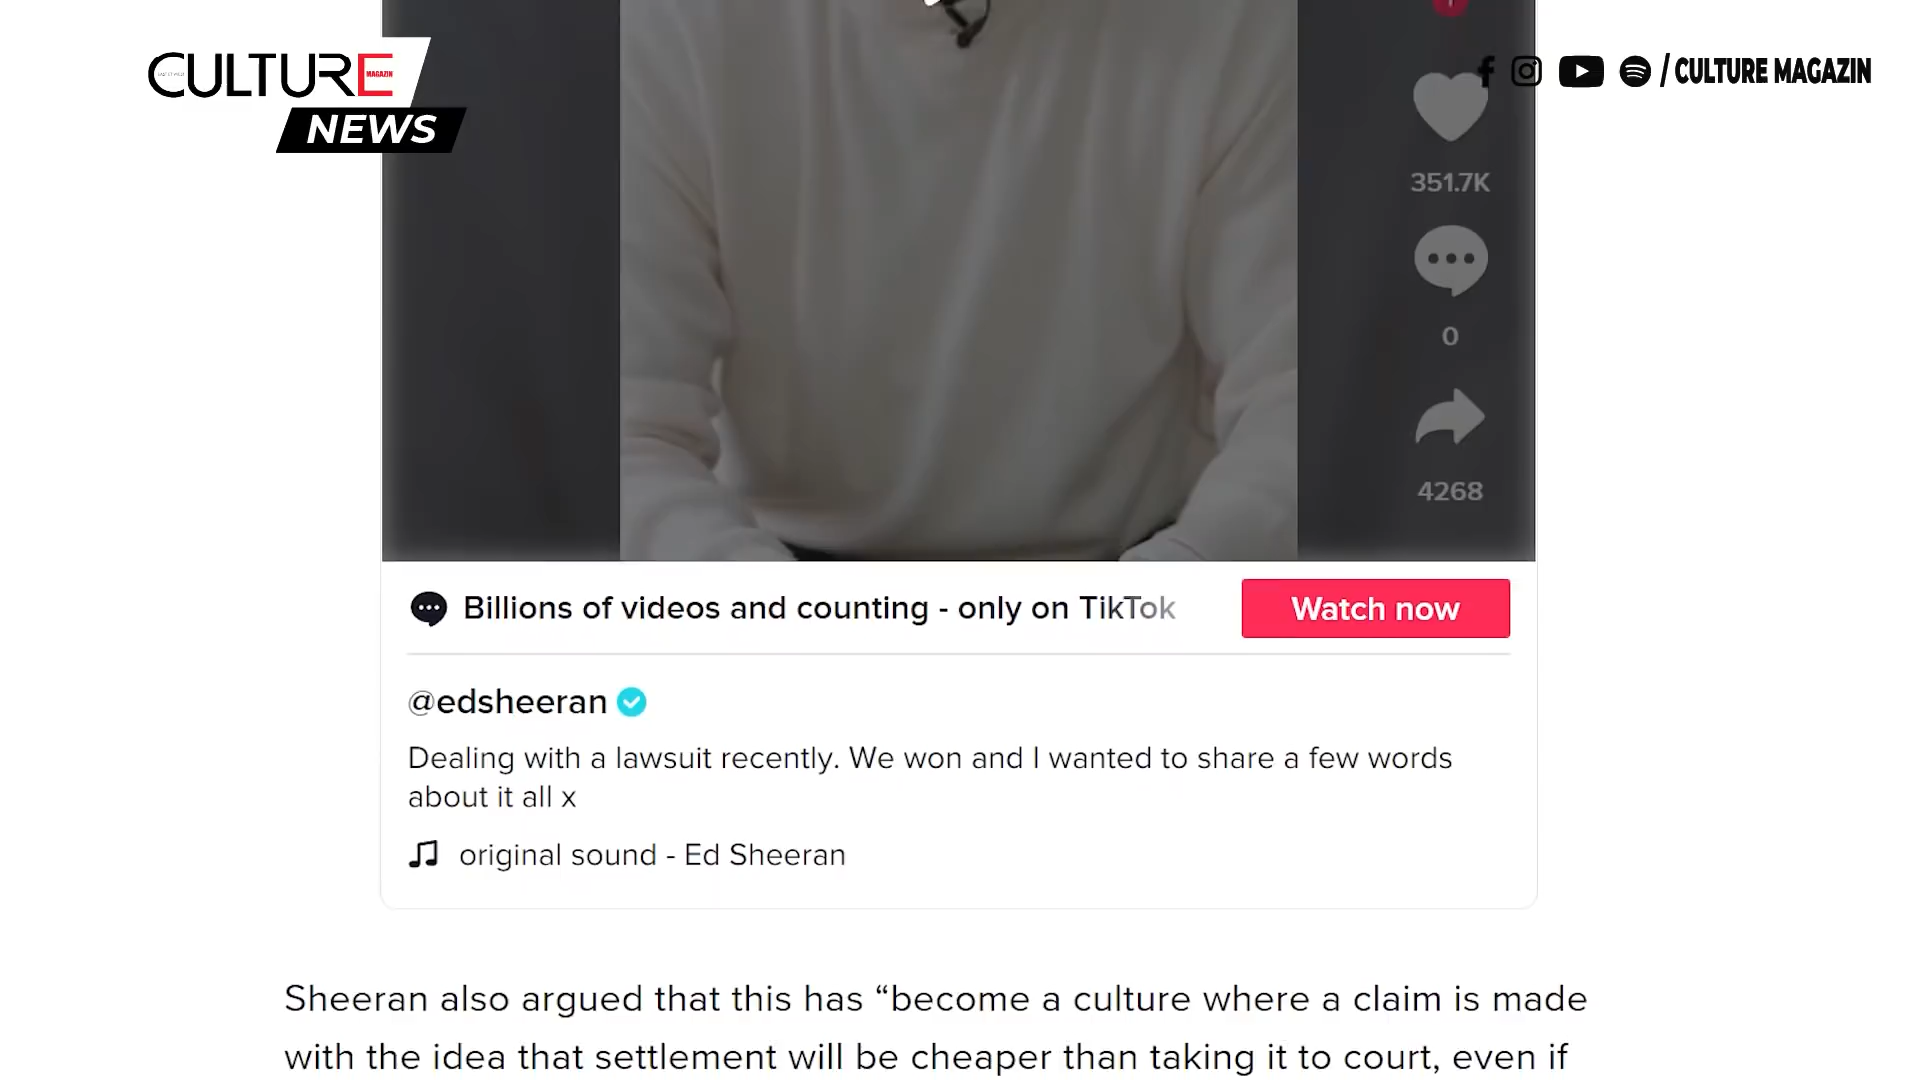 CULTURE
MAGAZIN
NEWS
/ CULTURE MAGAZIN
351.7K
0
4268
Billions of videos and counting - only on TikTok
Watch now
@edsheeran
Dealing with a lawsuit recently. We won and I wanted to share a few words
about it all x
original sound - Ed Sheeran
Sheeran also argued that this has “become a culture where a claim is made
with the idea that settlement will be cheaper than taking it to court, even if